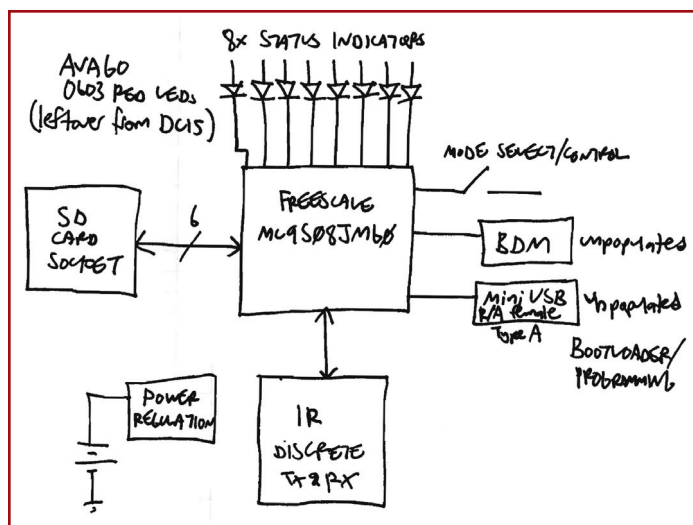 8x STATUS INDICATORS
AVAGO
0603 RED LEDs
(leftover from DC15)
MODE SELECT/CONTROL
FREESCALE
MC9S08JM60
SD
CARD
SOCKET
6
BDM
unpopulated
Mini USB
R/A female
Type A
unpopulated
BOOTLOADER/
PROGRAMMING
POWER
REGULATION
IR
DISCRETE
TX & RX